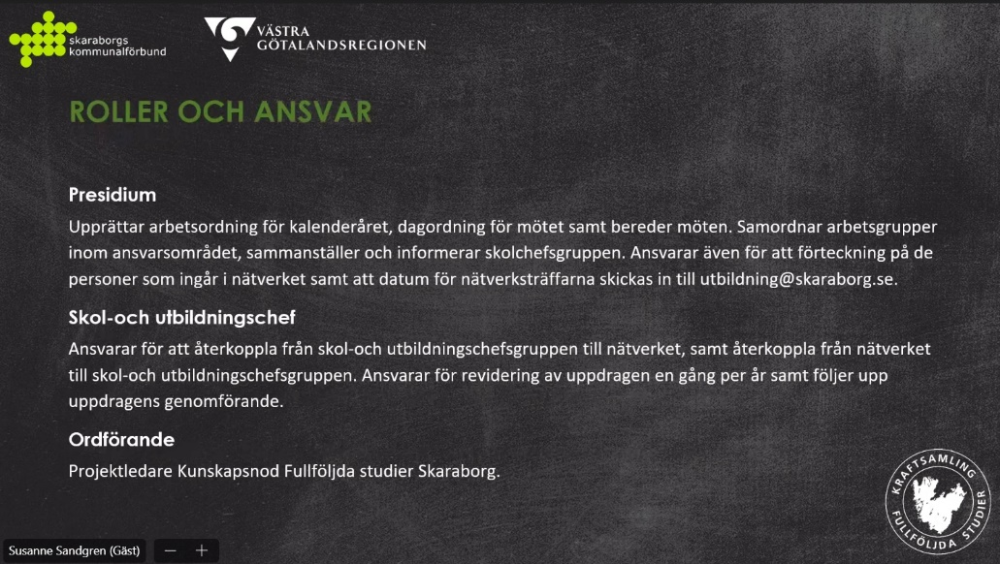 skaraborgs
kommunalförbund
VÄSTRA
GÖTALANDSREGIONEN
ROLLER OCH ANSVAR
Presidium
Upprättar arbetsordning för kalenderåret, dagordning för mötet samt bereder möten. Samordnar arbetsgrupper
inom ansvarsområdet, sammanställer och informerar skolchefsgruppen. Ansvarar även för att förteckning på de
personer som ingår i nätverket samt att datum för nätverksträffarna skickas in till utbildning@skaraborg.se.
Skol-och utbildningschef
Ansvarar för att återkoppla från skol-och utbildningschefsgruppen till nätverket, samt återkoppla från nätverket
till skol-och utbildningschefsgruppen. Ansvarar för revidering av uppdragen en gång per år samt följer upp
uppdragens genomförande.
Ordförande
Projektledare Kunskapsnod Fullföljda studier Skaraborg.
KRAFTSAMLING
FULLFÖLJDA STUDIER
Susanne Sandgren (Gäst)